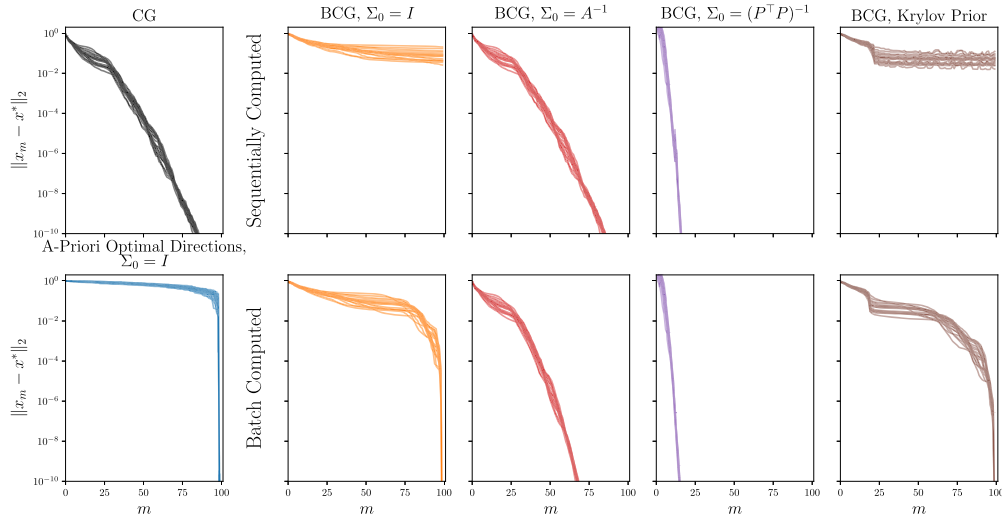 CG
BCG, Σ₀ = I
BCG, Σ₀ = A⁻¹
BCG, Σ₀ = (P⊤P)⁻¹
BCG, Krylov Prior
10⁰
10⁻²
10⁻⁴
10⁻⁶
10⁻⁸
10⁻¹⁰
‖xₘ − x*‖₂
Sequentially Computed
0 25 50 75 100
0 25 50 75 100
0 25 50 75 100
0 25 50 75 100
m
m
m
m
A-Priori Optimal Directions,
Σ₀ = I
10⁰
10⁻²
10⁻⁴
10⁻⁶
10⁻⁸
10⁻¹⁰
‖xₘ − x*‖₂
Batch Computed
0 25 50 75 100
m